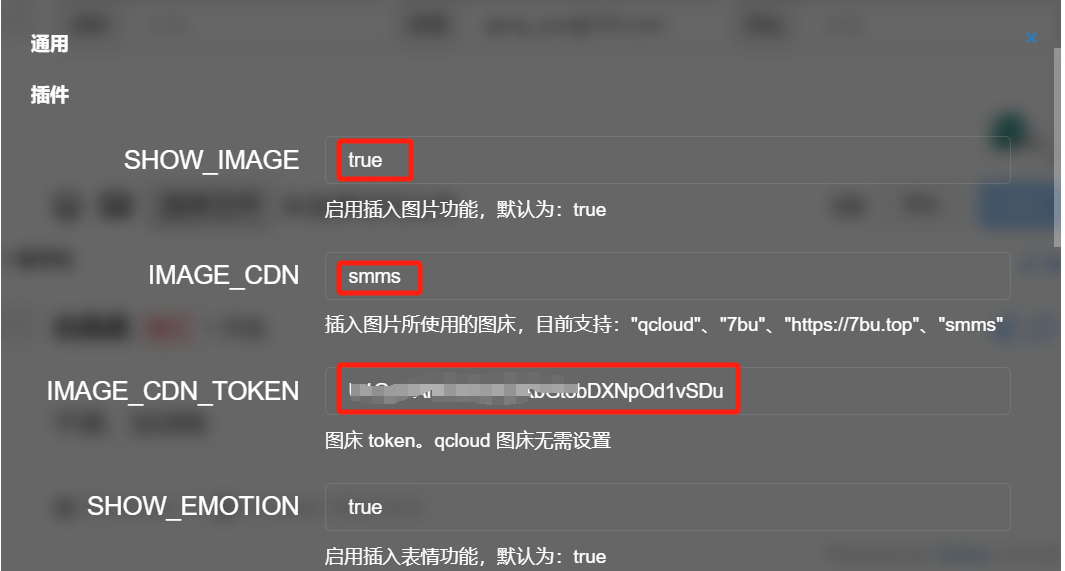 通用
插件
SHOW_IMAGE
true
启用插入图片功能，默认为：true
IMAGE_CDN
smms
插入图片所使用的图床，目前支持："qcloud"、"7bu"、"https://7bu.top"、"smms"
IMAGE_CDN_TOKEN
图床 token。qcloud 图床无需设置
SHOW_EMOTION
true
启用插入表情功能，默认为：true